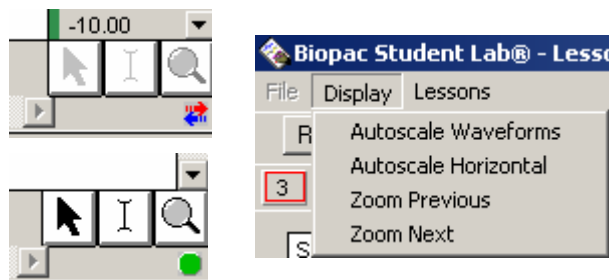 -10.00
Biopac Student Lab® - Lesso
File Display Lessons
R
Autoscale Waveforms
Autoscale Horizontal
3
Zoom Previous
Zoom Next
S